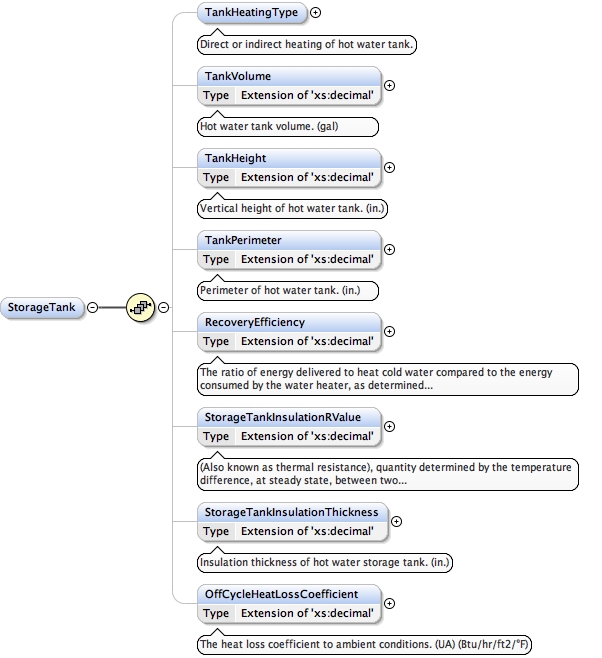 TankHeatingType
Direct or indirect heating of hot water tank.
TankVolume
Type Extension of 'xs:decimal'
Hot water tank volume. (gal)
TankHeight
Type Extension of 'xs:decimal'
Vertical height of hot water tank. (in.)
TankPerimeter
Type Extension of 'xs:decimal'
Perimeter of hot water tank. (in.)
StorageTank
RecoveryEfficiency
Type Extension of 'xs:decimal'
The ratio of energy delivered to heat cold water compared to the energy
consumed by the water heater, as determined...
StorageTankInsulationRValue
Type Extension of 'xs:decimal'
(Also known as thermal resistance), quantity determined by the temperature
difference, at steady state, between two...
StorageTankInsulationThickness
Type Extension of 'xs:decimal'
Insulation thickness of hot water storage tank. (in.)
OffCycleHeatLossCoefficient
Type Extension of 'xs:decimal'
The heat loss coefficient to ambient conditions. (UA) (Btu/hr/ft2/°F)